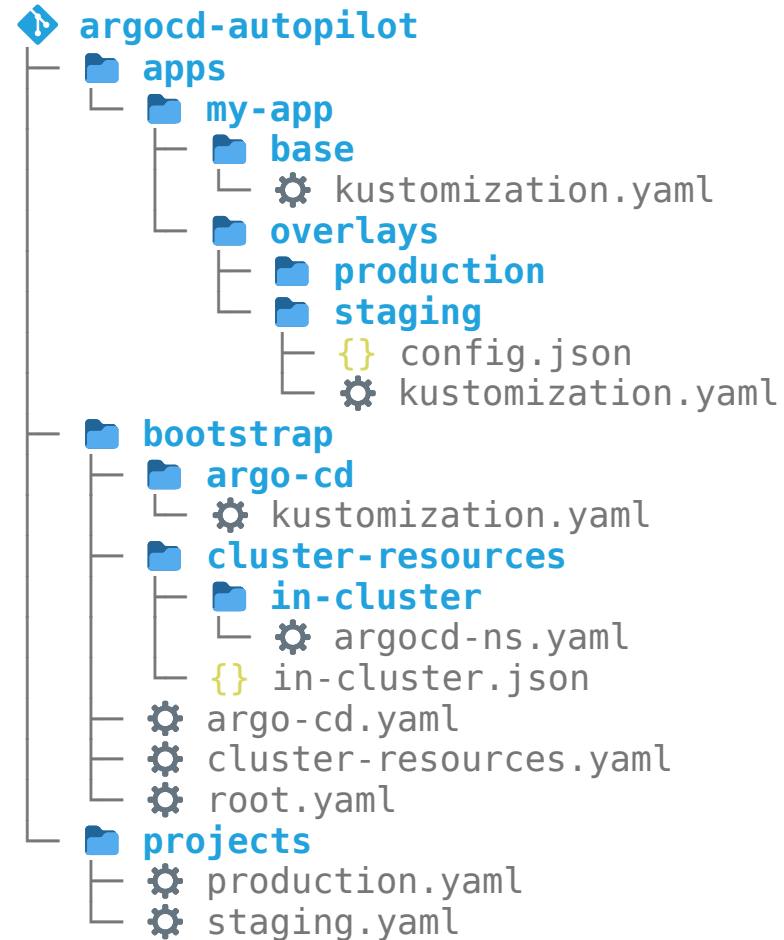 argocd-autopilot
apps
my-app
base
kustomization.yaml
overlays
production
staging
{} config.json
kustomization.yaml
bootstrap
argo-cd
kustomization.yaml
cluster-resources
in-cluster
argocd-ns.yaml
{} in-cluster.json
argo-cd.yaml
cluster-resources.yaml
root.yaml
projects
production.yaml
staging.yaml